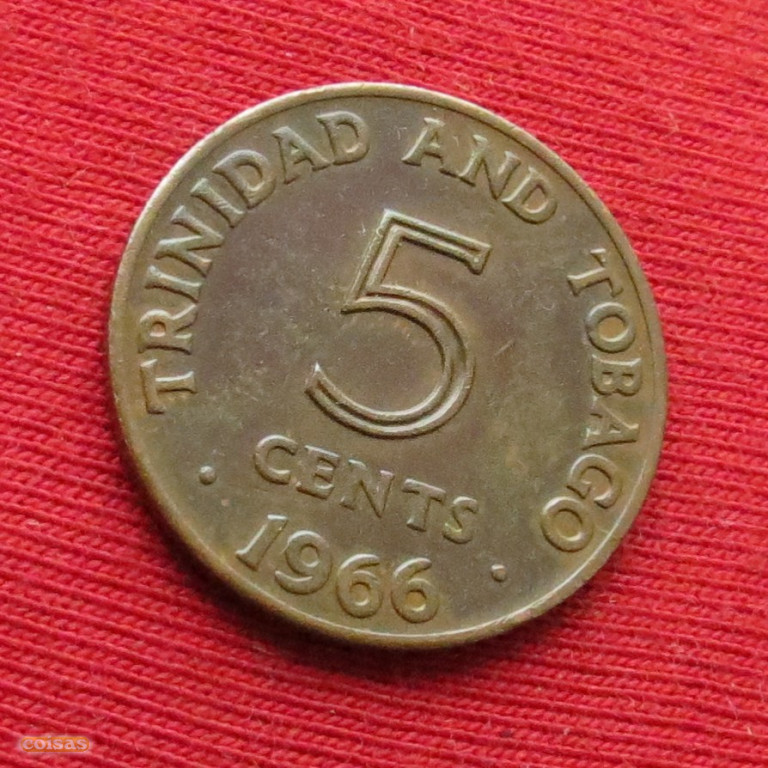 TRINIDAD AND TOBAGO
5
CENTS
1966
coisas